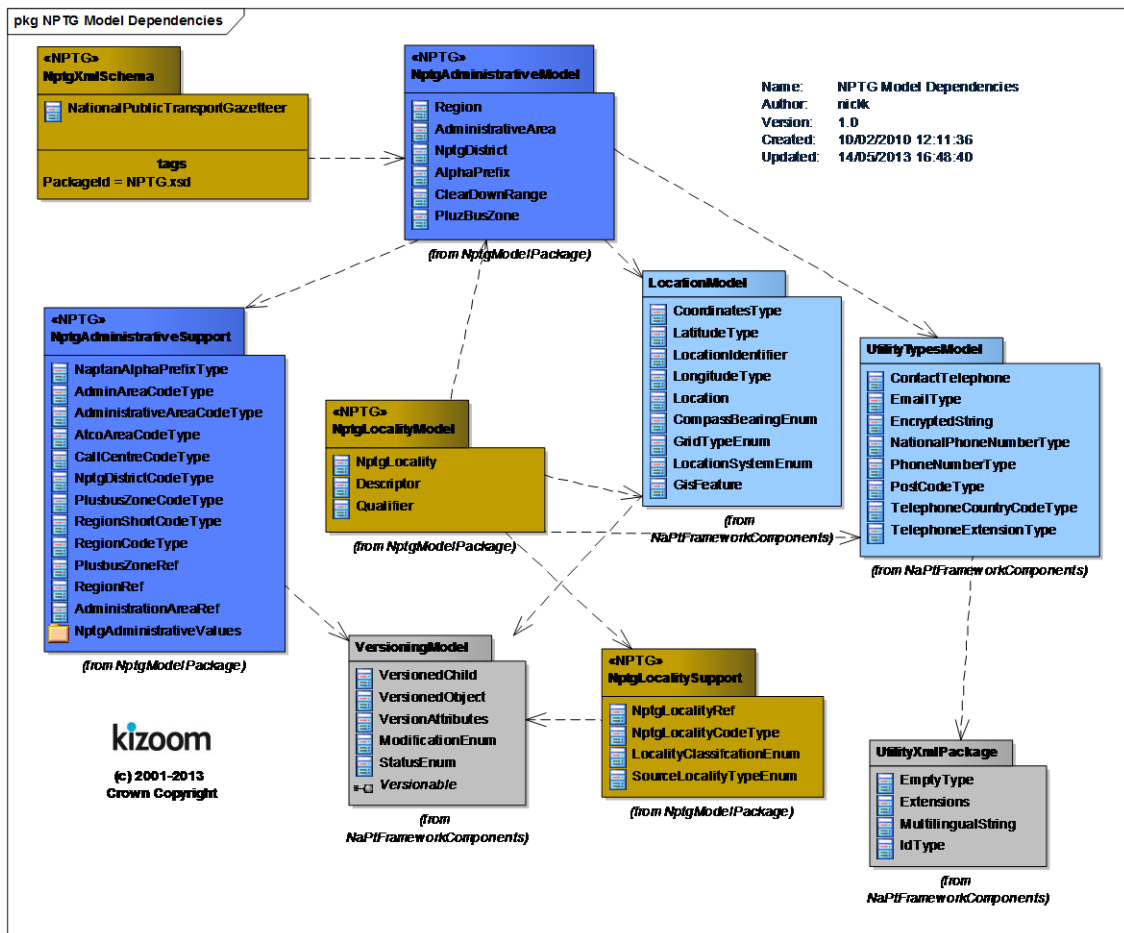 pkg NPTG Model Dependencies
«NPTG»
NptgXmlSchema
NationalPublicTransportGazetteer
tags
PackageId = NPTG.xsd
«NPTG»
NptgAdministrativeModel
Region
AdministrativeArea
NptgDistrict
AlphaPrefix
ClearDownRange
PluzBusZone
(from NptgModelPackage)
Name: NPTG Model Dependencies
Author: nickk
Version: 1.0
Created: 10/02/2010 12:11:36
Updated: 14/05/2013 16:48:40
«NPTG»
NptgAdministrativeSupport
NaptanAlphaPrefixType
AdminAreaCodeType
AdministrativeAreaCodeType
AtcoAreaCodeType
CallCentreCodeType
NptgDistrictCodeType
PlusbusZoneCodeType
RegionShortCodeType
RegionCodeType
PlusbusZoneRef
RegionRef
AdministrationAreaRef
NptgAdministrativeValues
(from NptgModelPackage)
«NPTG»
NptgLocalityModel
NptgLocality
Descriptor
Qualifier
(from NptgModelPackage)
LocationModel
CoordinatesType
LatitudeType
LocationIdentifier
LongitudeType
Location
CompassBearingEnum
GridTypeEnum
LocationSystemEnum
GisFeature
(from
NaPtFrameworkComponents)
UtilityTypesModel
ContactTelephone
EmailType
EncryptedString
NationalPhoneNumberType
PhoneNumberType
PostCodeType
TelephoneCountryCodeType
TelephoneExtensionType
(from NaPtFrameworkComponents)
VersioningModel
VersionedChild
VersionedObject
VersionAttributes
ModificationEnum
StatusEnum
Versionable
(from
NaPtFrameworkComponents)
«NPTG»
NptgLocalitySupport
NptgLocalityRef
NptgLocalityCodeType
LocalityClassifcationEnum
SourceLocalityTypeEnum
(from NptgModelPackage)
UtilityXmlPackage
EmptyType
Extensions
MultilingualString
IdType
(from
NaPtFrameworkComponents)
kizoom
(c) 2001-2013
Crown Copyright